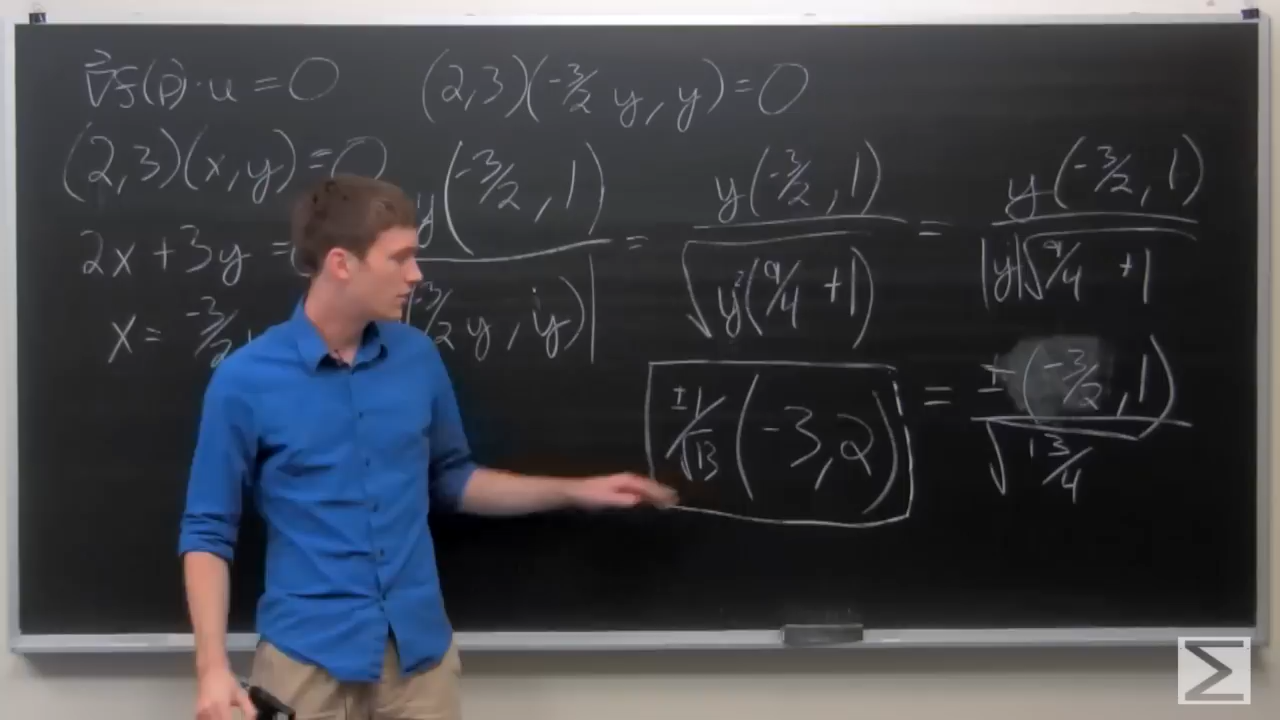 ∇f(p)·u = 0
(2,3)(-3/2 y, y) = 0
(2,3)(x,y) = 0
2x + 3y =
x = -3/2
y(-3/2, 1) / |(-3/2 y, y)| = y(-3/2, 1) / √(y²(9/4 + 1)) = y(-3/2, 1) / |y|√(9/4 + 1)
±1/√13 (-3, 2) = ±(-3/2, 1) / √(13/4)
Σ